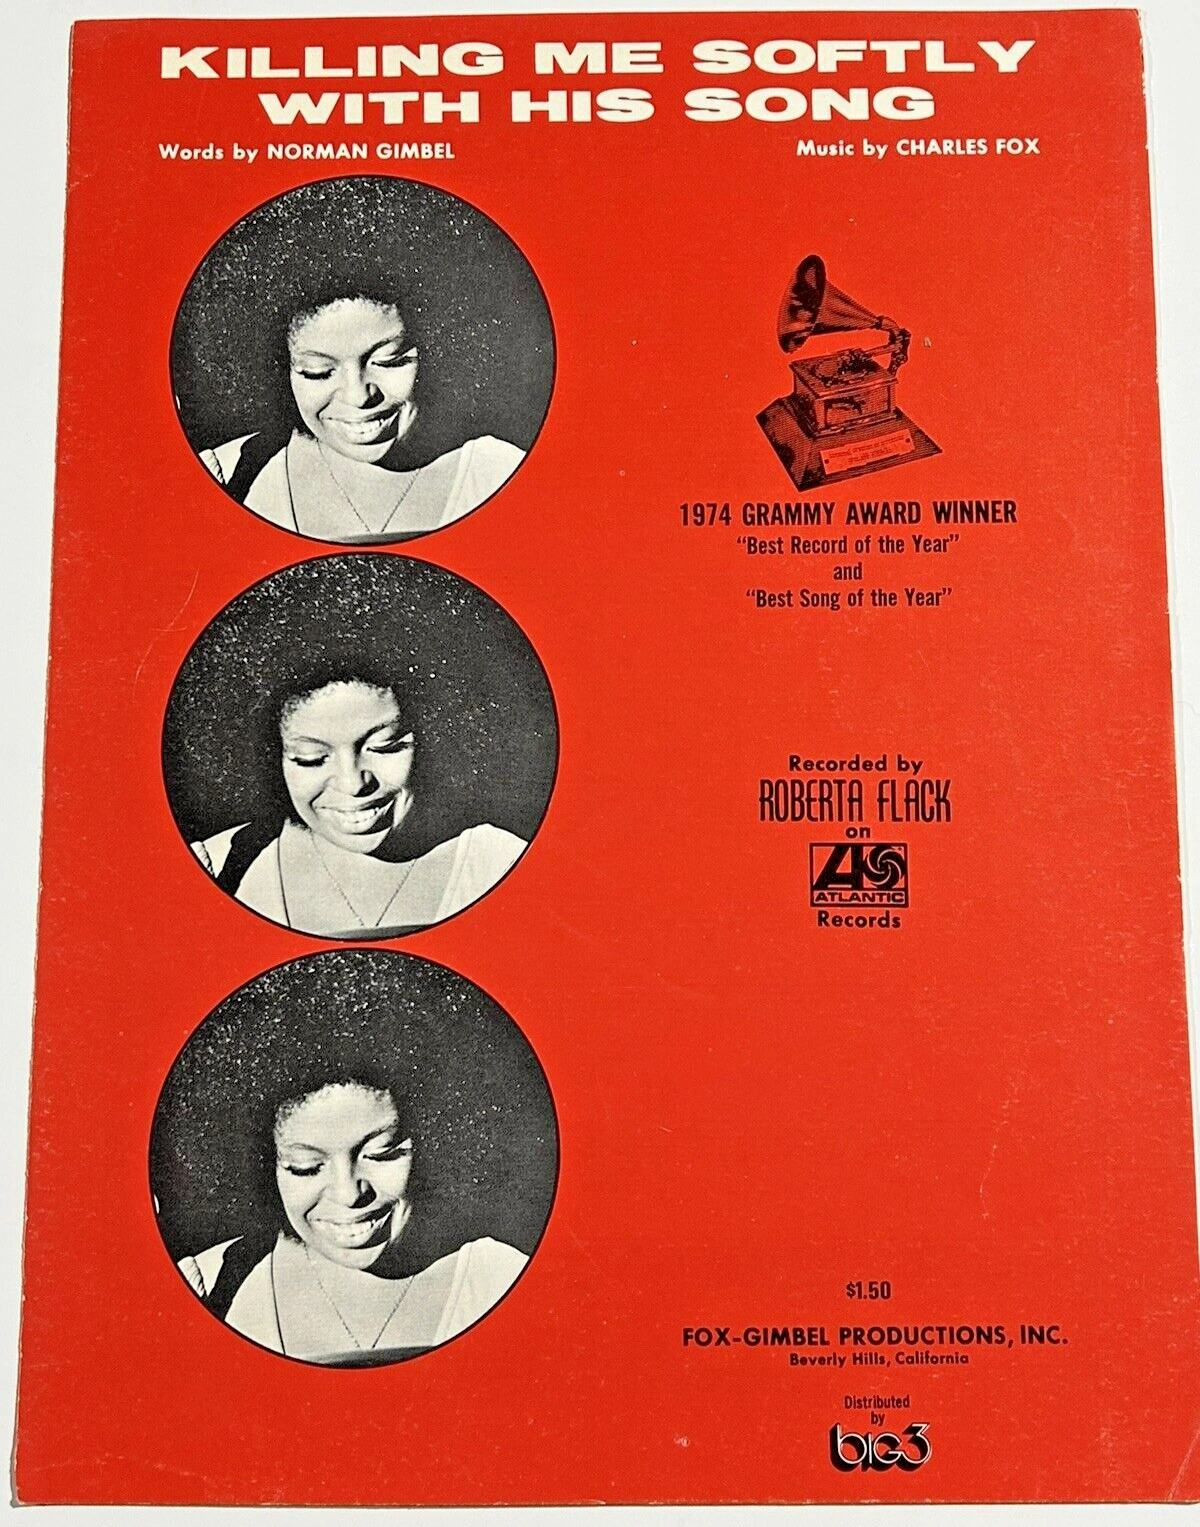 KILLING ME SOFTLY
WITH HIS SONG
Words by NORMAN GIMBEL
Music by CHARLES FOX
1974 GRAMMY AWARD WINNER
“Best Record of the Year”
and
“Best Song of the Year”
Recorded by
ROBERTA FLACK
on
ATLANTIC
Records
$1.50
FOX-GIMBEL PRODUCTIONS, INC.
Beverly Hills, California
Distributed
by
big3